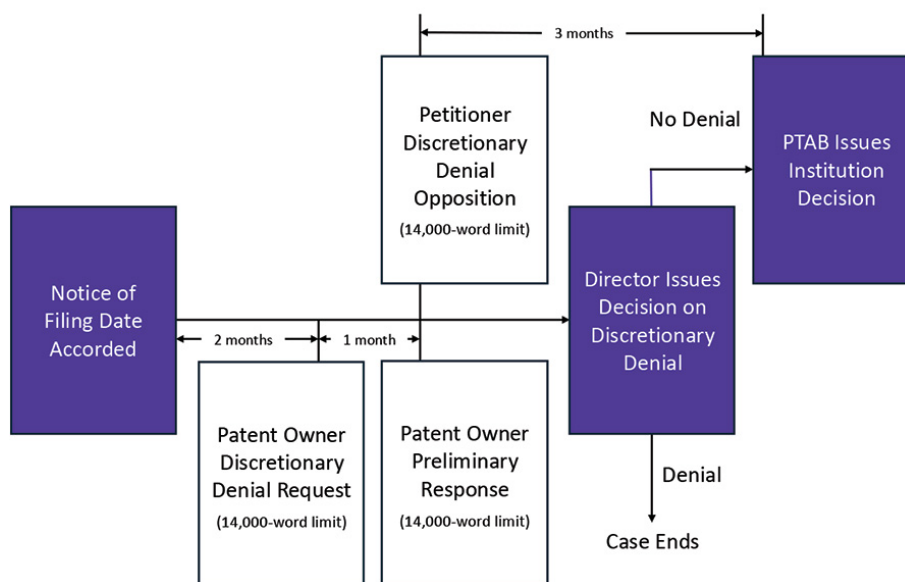 3 months
Petitioner
Discretionary
Denial
Opposition
(14,000-word limit)
No Denial
PTAB Issues
Institution
Decision
Notice of
Filing Date
Accorded
Director Issues
Decision on
Discretionary
Denial
2 months
1 month
Patent Owner
Discretionary
Denial Request
(14,000-word limit)
Patent Owner
Preliminary
Response
(14,000-word limit)
Denial
Case Ends